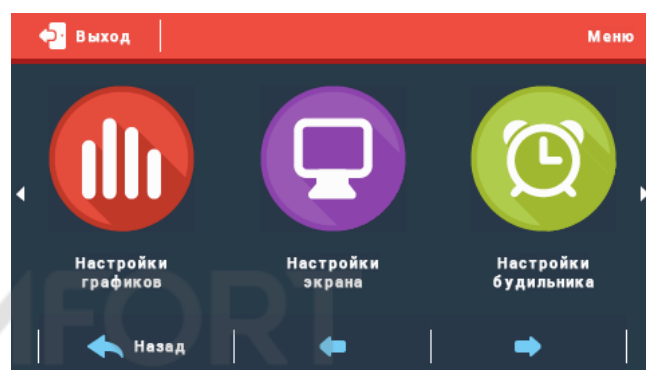 Выход
Меню
Настройки
графиков
Настройки
экрана
Настройки
будильника
Назад